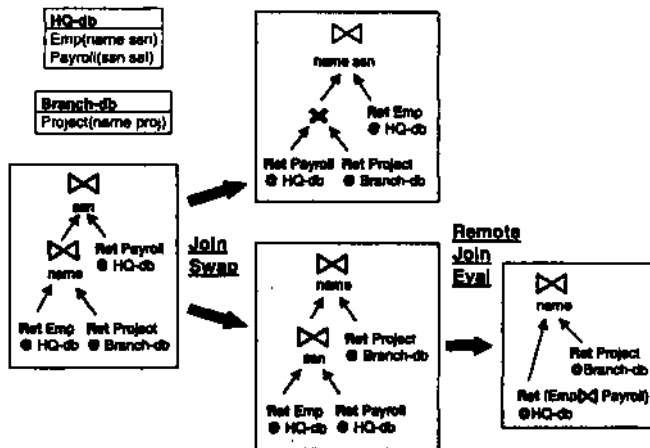 HQ-db
Emp(name ssn)
Payroll(ssn sal)
Branch-db
Project(name proj)
name ssn
Ret Emp
@ HQ-db
Ret Payroll
@ HQ-db
Ret Project
@ Branch-db
ssn
Ret Payroll
@ HQ-db
name
Ret Emp
@ HQ-db
Ret Project
@ Branch-db
Join
Swap
name
Ret Project
@ Branch-db
ssn
Ret Emp
@ HQ-db
Ret Payroll
@ HQ-db
Remote
Join
Eval
name
Ret Project
@Branch-db
Ret (Emp[⋈] Payroll)
@HQ-db